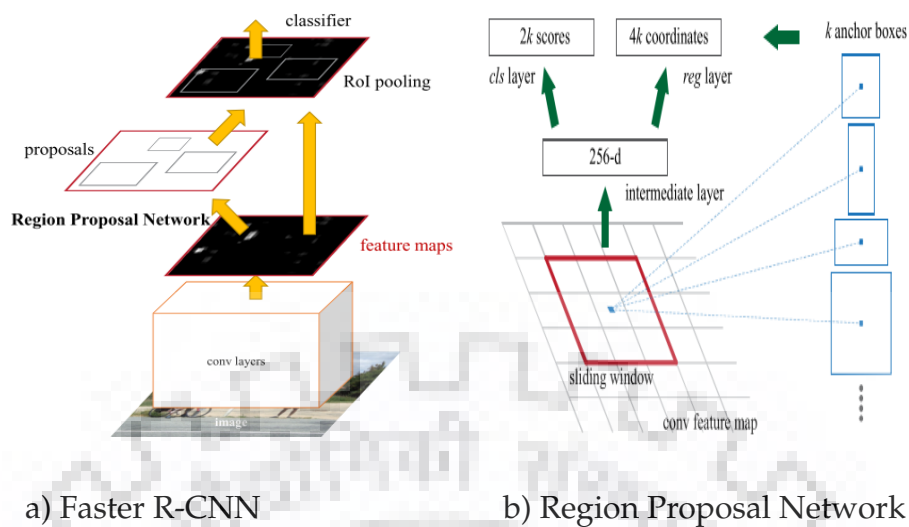 classifier
RoI pooling
proposals
Region Proposal Network
feature maps
conv layers
image
a) Faster R-CNN
2k scores
4k coordinates
k anchor boxes
cls layer
reg layer
256-d
intermediate layer
sliding window
conv feature map
b) Region Proposal Network